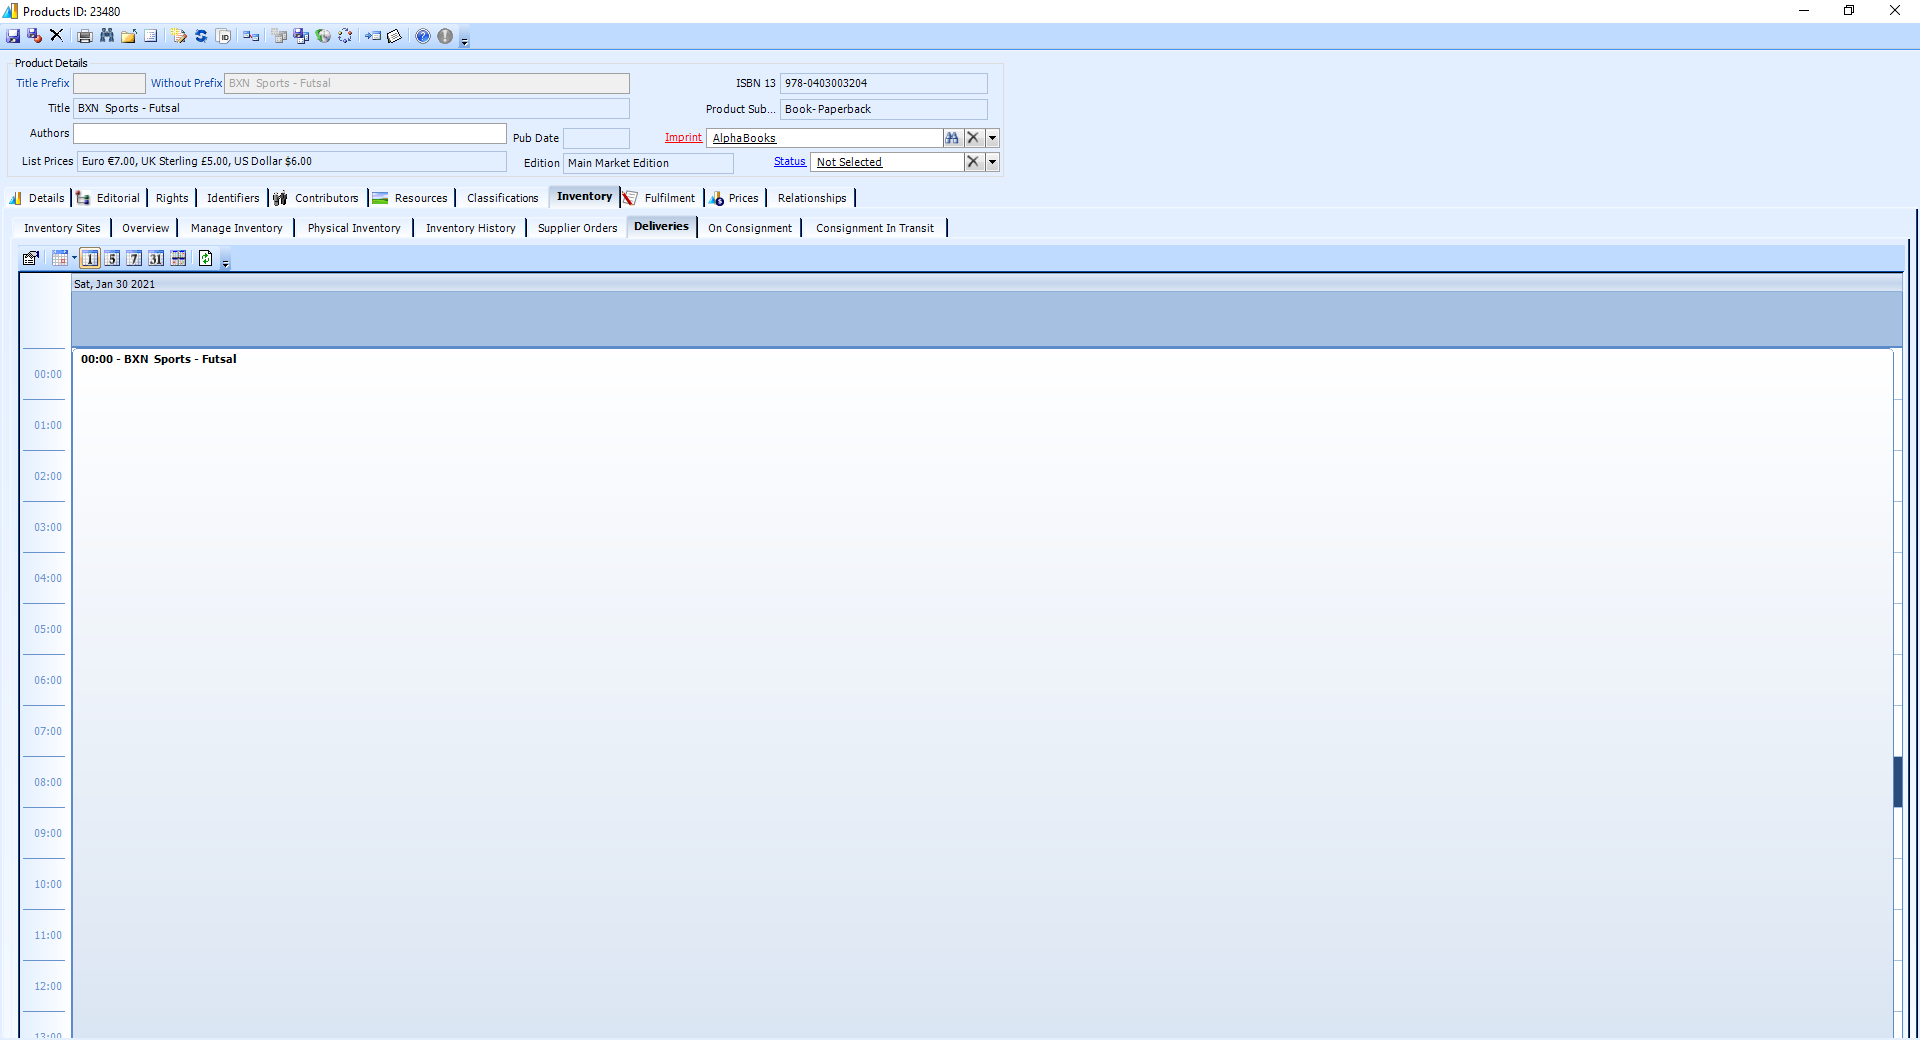 Products ID: 23480
Product Details
Title Prefix Without Prefix BXN  Sports - Futsal ISBN 13 978-0403003204
Title BXN  Sports - Futsal Product Sub... Book-Paperback
Authors Pub Date Imprint AlphaBooks
List Prices Euro €7.00, UK Sterling £5.00, US Dollar $6.00 Edition Main Market Edition Status Not Selected
Details Editorial Rights Identifiers Contributors Resources Classifications Inventory Fulfilment Prices Relationships
Inventory Sites Overview Manage Inventory Physical Inventory Inventory History Supplier Orders Deliveries On Consignment Consignment In Transit
1 5 7 31
Sat, Jan 30 2021
00:00 - BXN  Sports - Futsal
00:00
01:00
02:00
03:00
04:00
05:00
06:00
07:00
08:00
09:00
10:00
11:00
12:00
13:00